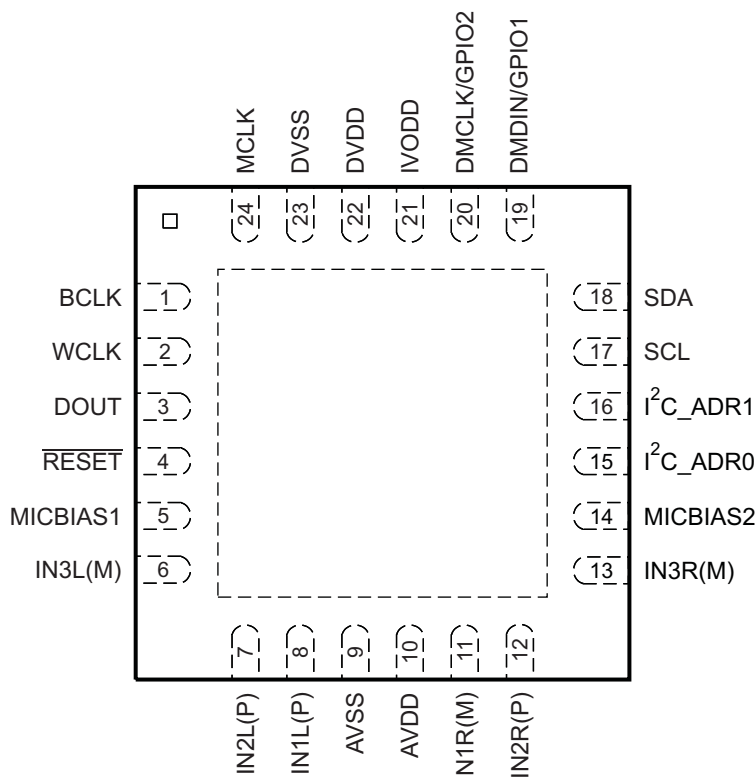 MCLK
DVSS
DVDD
IVODD
DMCLK/GPIO2
DMDIN/GPIO1
24
23
22
21
20
19
BCLK 1
WCLK 2
DOUT 3
RESET 4
MICBIAS1 5
IN3L(M) 6
18 SDA
17 SCL
16 I²C_ADR1
15 I²C_ADR0
14 MICBIAS2
13 IN3R(M)
7
8
9
10
11
12
IN2L(P)
IN1L(P)
AVSS
AVDD
N1R(M)
IN2R(P)